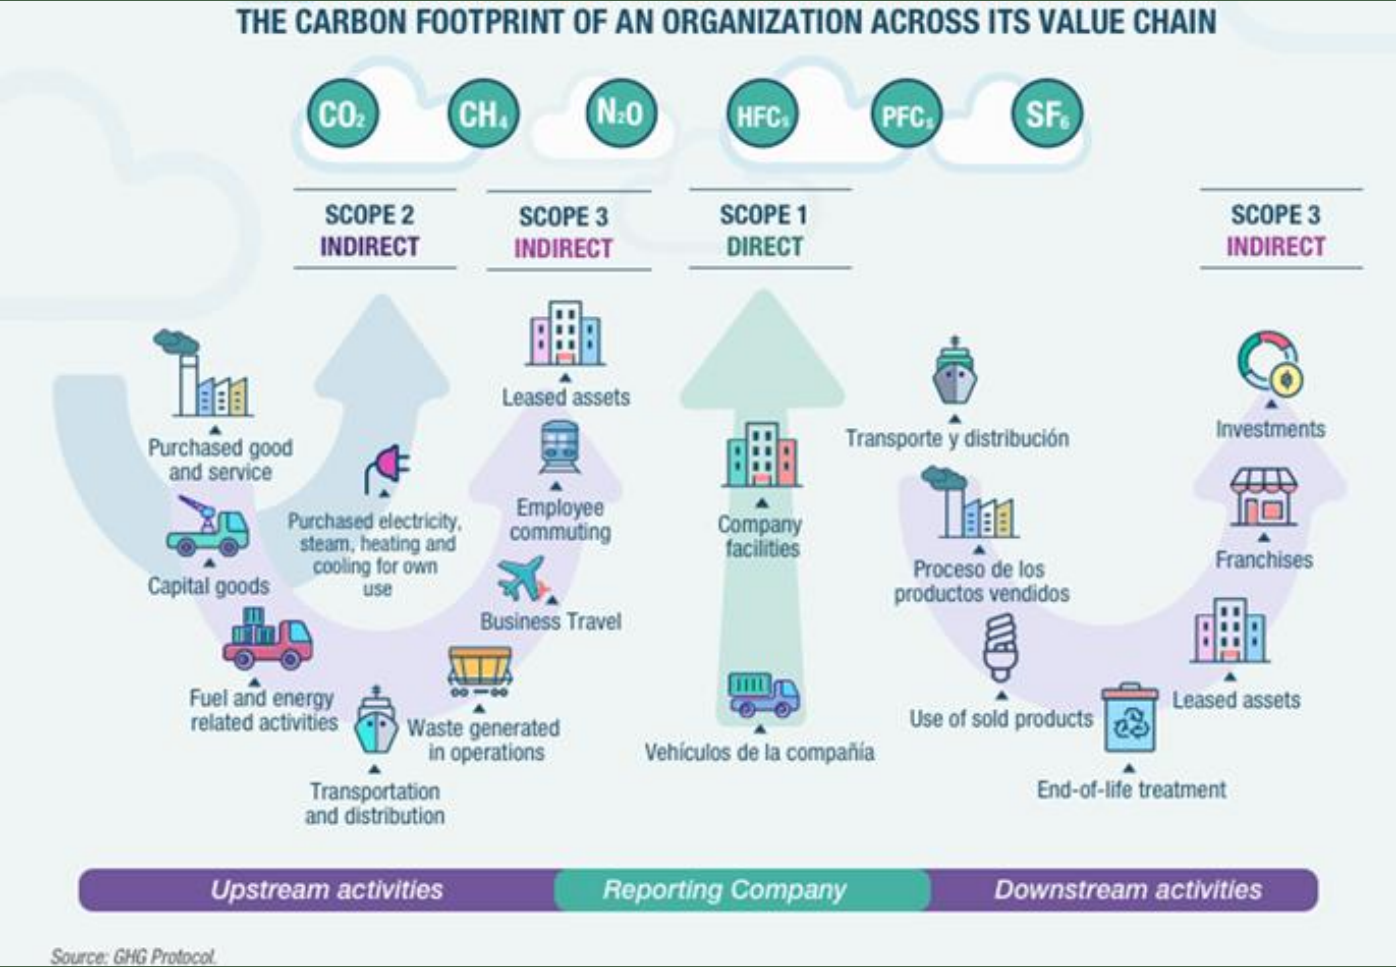 THE CARBON FOOTPRINT OF AN ORGANIZATION ACROSS ITS VALUE CHAIN
CO₂
CH₄
N₂O
HFCs
PFCs
SF₆
SCOPE 2
INDIRECT
SCOPE 3
INDIRECT
SCOPE 1
DIRECT
SCOPE 3
INDIRECT
Purchased good
and service
Capital goods
Fuel and energy
related activities
Transportation
and distribution
Purchased electricity,
steam, heating and
cooling for own
use
Waste generated
in operations
Business Travel
Employee
commuting
Leased assets
Company
facilities
Vehículos de la compañía
Transporte y distribución
Proceso de los
productos vendidos
Use of sold products
End-of-life treatment
Leased assets
Franchises
Investments
Upstream activities
Reporting Company
Downstream activities
Source: GHG Protocol.